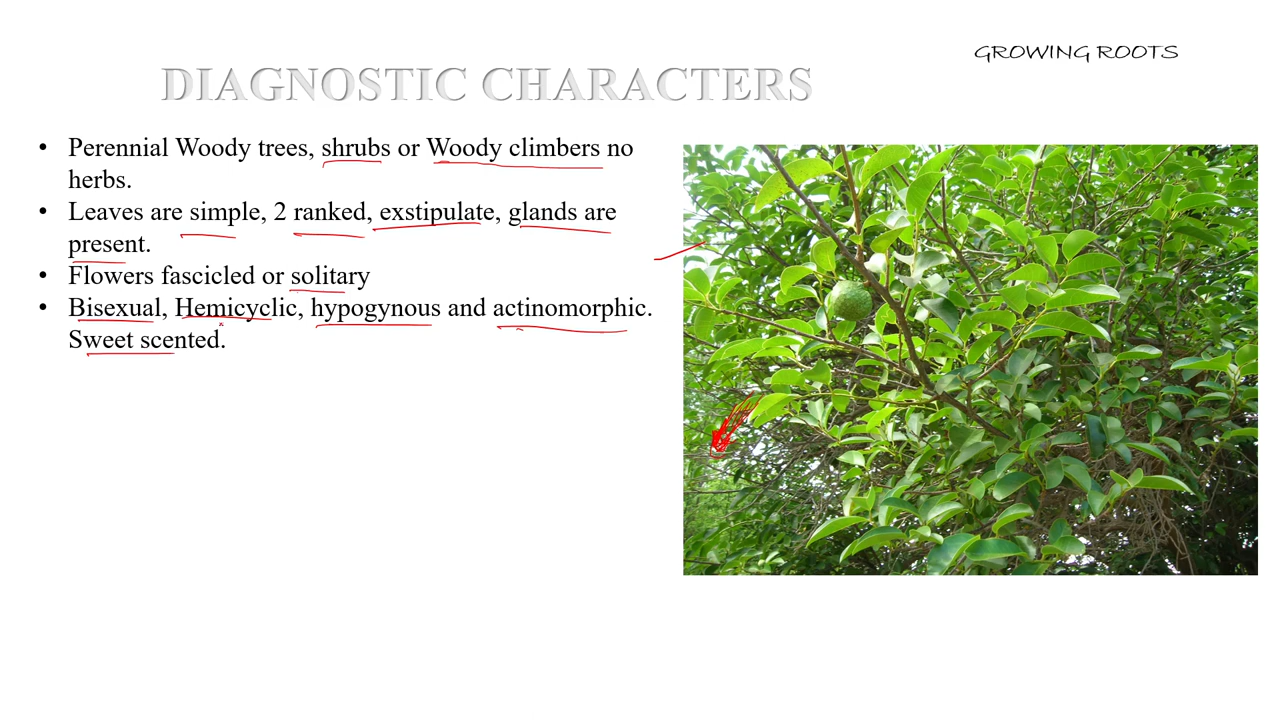 GROWING ROOTS
DIAGNOSTIC CHARACTERS
• Perennial Woody trees, shrubs or Woody climbers no
herbs.
• Leaves are simple, 2 ranked, exstipulate, glands are
present.
• Flowers fascicled or solitary
• Bisexual, Hemicyclic, hypogynous and actinomorphic.
Sweet scented.